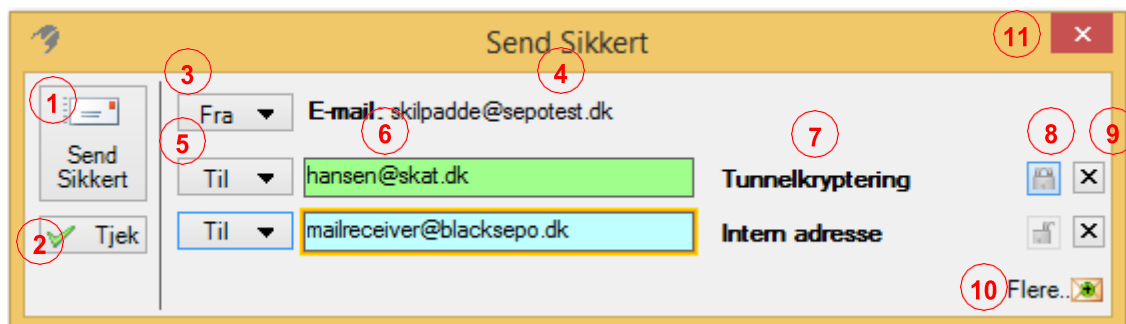 Send Sikkert
11
3
4
1
Fra
E-mail: skilpadde@sepotest.dk
5
6
7
8
9
Send
Sikkert
Til
hansen@skat.dk
Tunnelkryptering
2
Tjek
Til
mailreceiver@blacksepo.dk
Intern adresse
10
Flere..